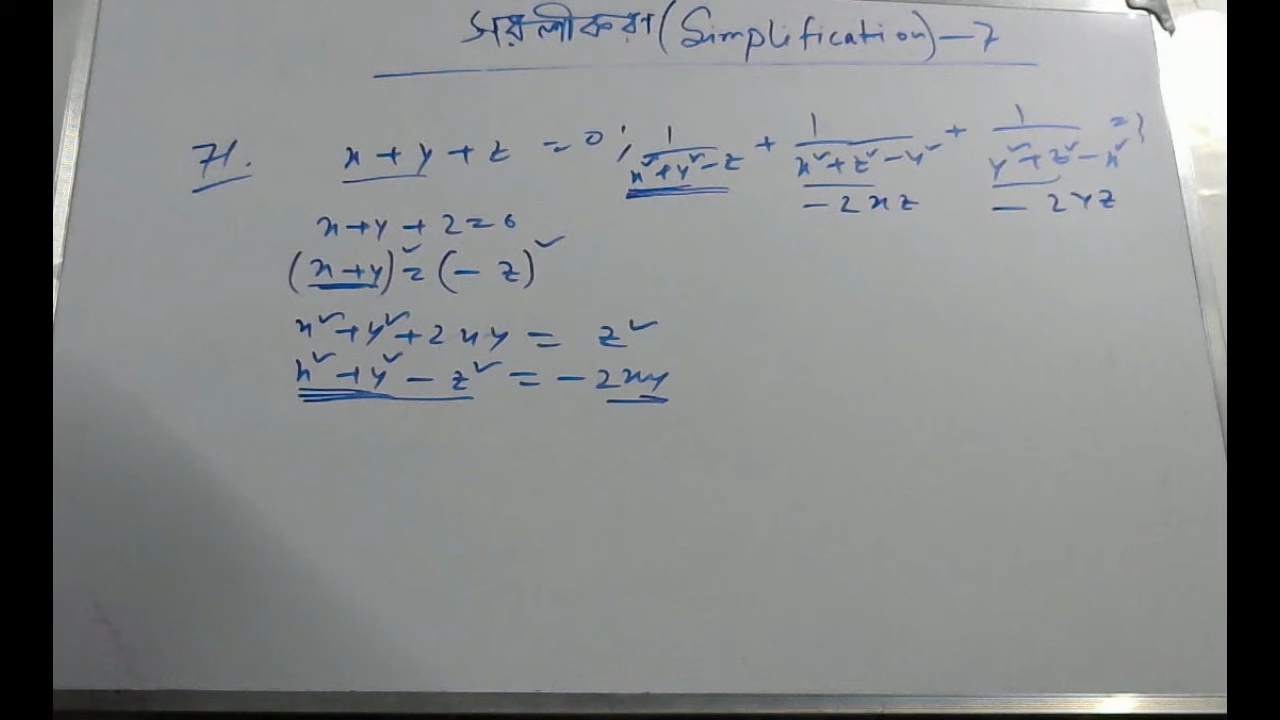 সরলীকরণ (Simplification) - 7
71. x + y + z = 0; 1/(x² + y² - z) + 1/(x² + z² - y²) + 1/(y² + z² - x²) = ?
- 2xz - 2yz
x + y + z = 0
(x + y)² = (- z)²
x² + y² + 2xy = z²
x² + y² - z² = - 2xy